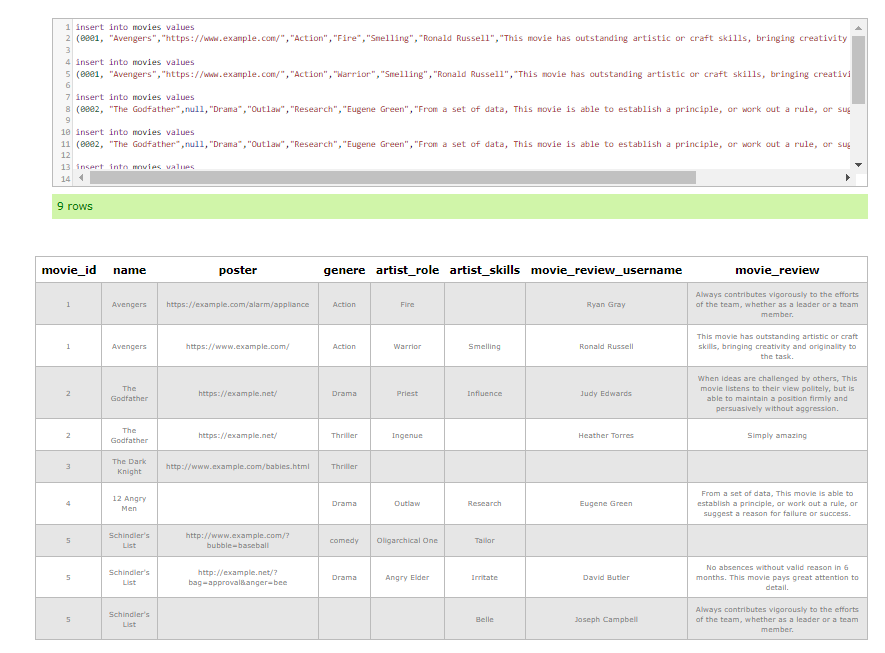 1 insert into movies values
2 (0001, "Avengers","https://www.example.com/","Action","Fire","Smelling","Ronald Russell","This movie has outstanding artistic or craft skills, bringing creativity
3
4 insert into movies values
5 (0001, "Avengers","https://www.example.com/","Action","Warrior","Smelling","Ronald Russell","This movie has outstanding artistic or craft skills, bringing creativi
6
7 insert into movies values
8 (0002, "The Godfather",null,"Drama","Outlaw","Research","Eugene Green","From a set of data, This movie is able to establish a principle, or work out a rule, or sug
9
10 insert into movies values
11 (0002, "The Godfather",null,"Drama","Outlaw","Research","Eugene Green","From a set of data, This movie is able to establish a principle, or work out a rule, or sug
12
13 insert into movies values
14
9 rows
movie_id name poster genere artist_role artist_skills movie_review_username movie_review
Always contributes vigorously to the efforts
1 Avengers https://example.com/alarm/appliance Action Fire Ryan Gray of the team, whether as a leader or a team
member.
This movie has outstanding artistic or craft
1 Avengers https://www.example.com/ Action Warrior Smelling Ronald Russell skills, bringing creativity and originality to
the task.
When ideas are challenged by others, This
2 The Godfather https://example.net/ Drama Priest Influence Judy Edwards movie listens to their view politely, but is
able to maintain a position firmly and
persuasively without aggression.
The
2 Godfather https://example.net/ Thriller Ingenue Heather Torres Simply amazing
The Dark
3 Knight http://www.example.com/babies.html Thriller
12 Angry From a set of data, This movie is able to
4 Men Drama Outlaw Research Eugene Green establish a principle, or work out a rule, or
suggest a reason for failure or success.
Schindler's http://www.example.com/?
5 List bubble=baseball comedy Oligarchical One Tailor
Schindler's http://example.net/? No absences without valid reason in 6
5 List bag=approval&anger=bee Drama Angry Elder Irritate David Butler months. This movie pays great attention to
detail.
Schindler's Always contributes vigorously to the efforts
5 List Belle Joseph Campbell of the team, whether as a leader or a team
member.